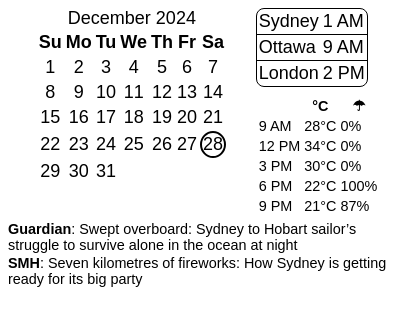 December 2024
Su Mo Tu We Th Fr Sa
1 2 3 4 5 6 7
8 9 10 11 12 13 14
15 16 17 18 19 20 21
22 23 24 25 26 27 28
29 30 31
Sydney 1 AM
Ottawa 9 AM
London 2 PM
°C ☂
9 AM 28°C 0%
12 PM 34°C 0%
3 PM 30°C 0%
6 PM 22°C 100%
9 PM 21°C 87%
Guardian: Swept overboard: Sydney to Hobart sailor’s
struggle to survive alone in the ocean at night
SMH: Seven kilometres of fireworks: How Sydney is getting
ready for its big party